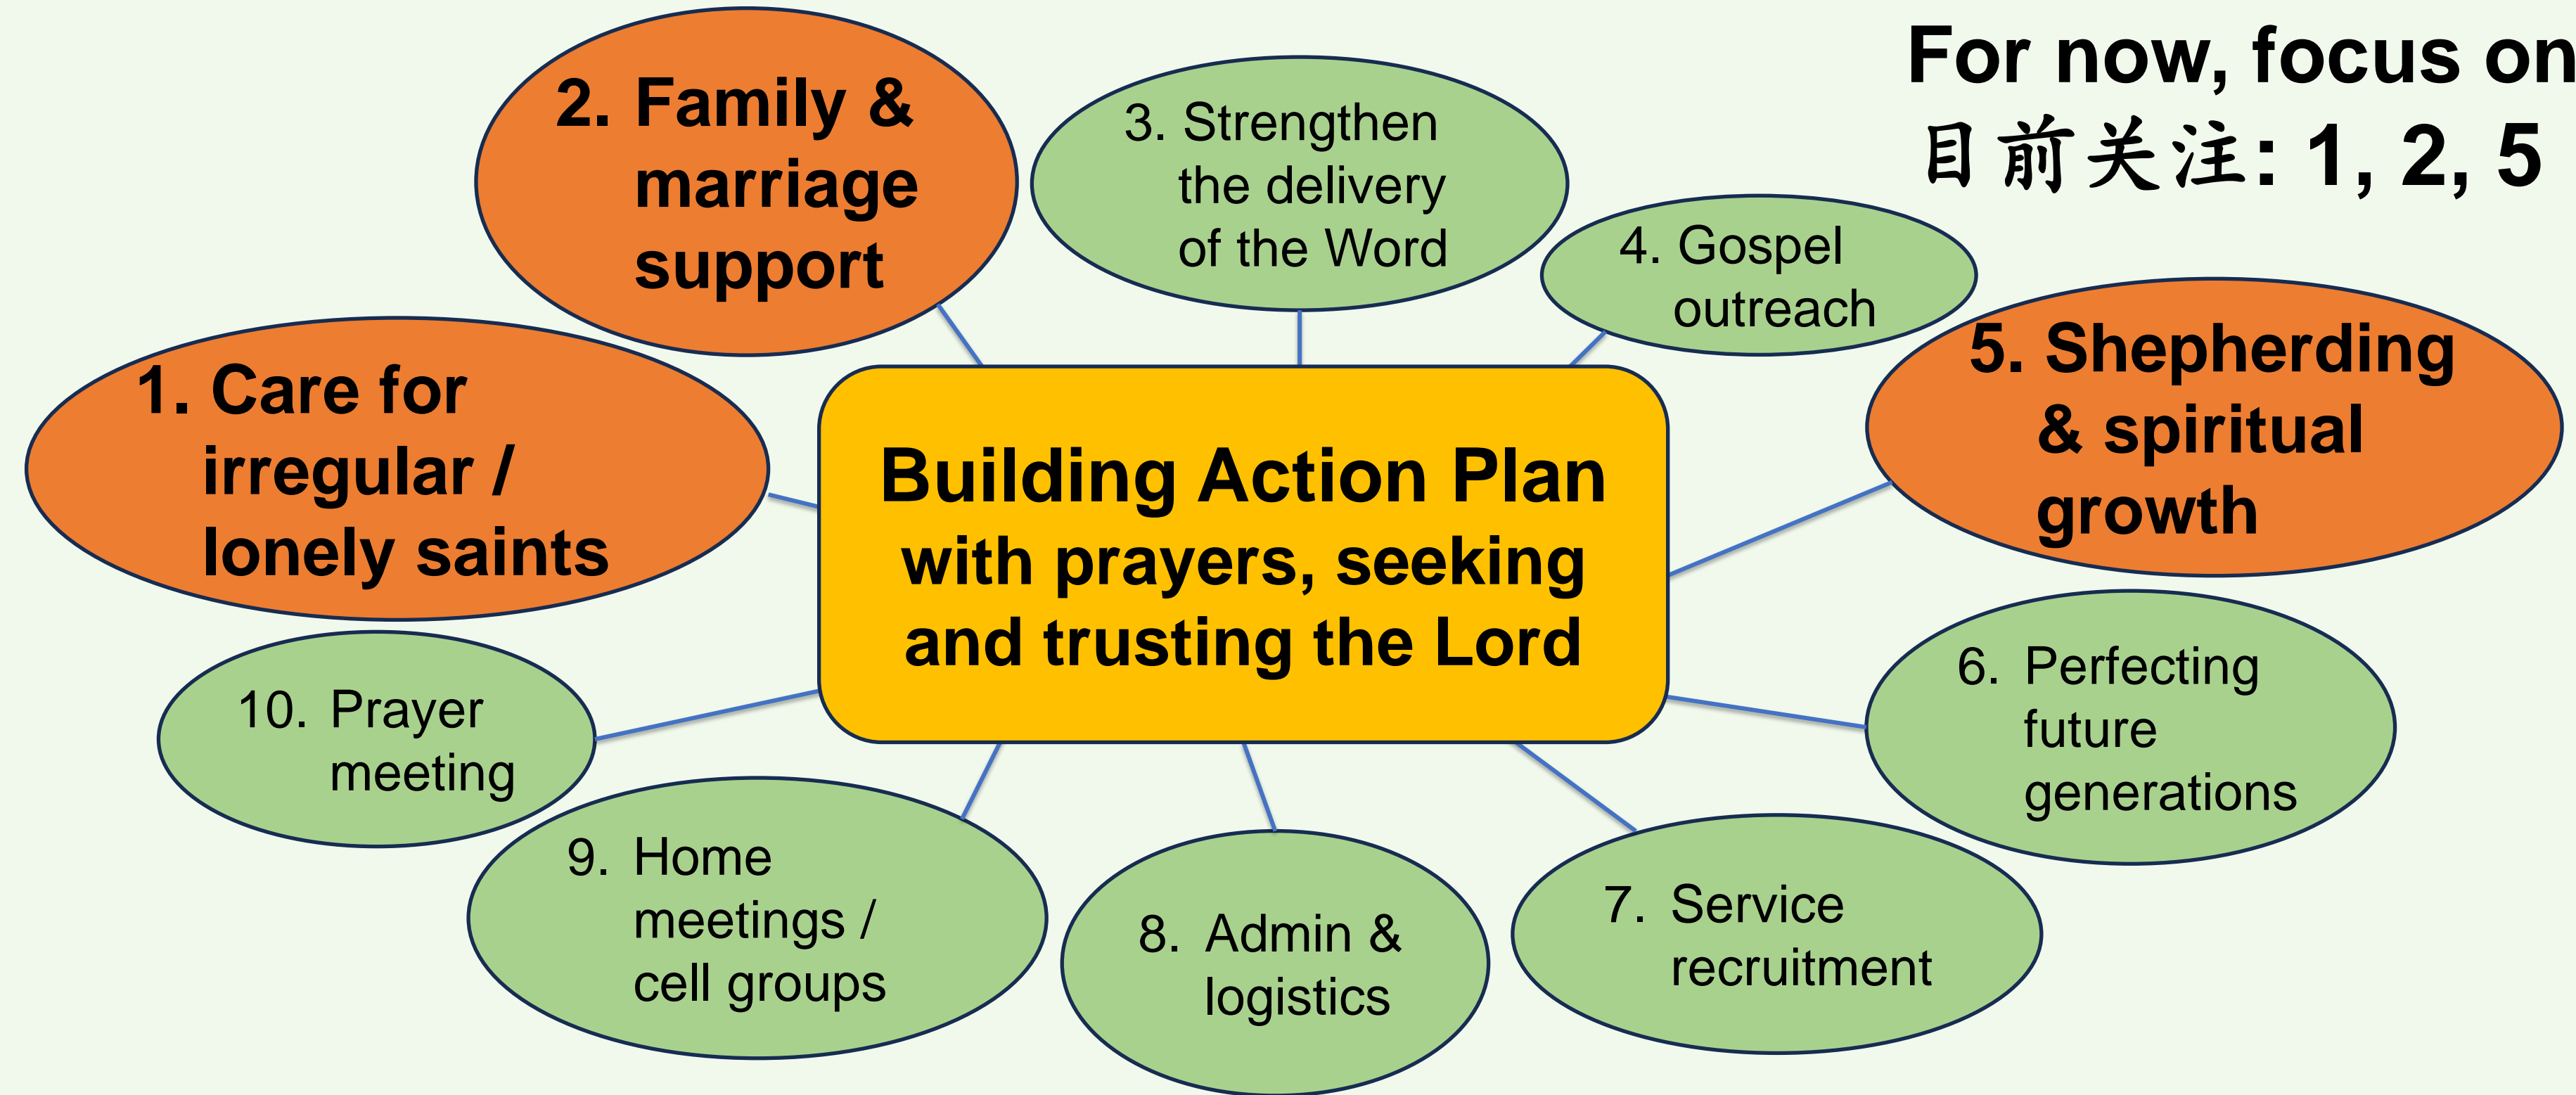 For now, focus on
目前关注: 1, 2, 5
1. Care for
irregular /
lonely saints
2. Family &
marriage
support
3. Strengthen
the delivery
of the Word
4. Gospel
outreach
5. Shepherding
& spiritual
growth
6. Perfecting
future
generations
7. Service
recruitment
8. Admin &
logistics
9. Home
meetings /
cell groups
10. Prayer
meeting
Building Action Plan
with prayers, seeking
and trusting the Lord